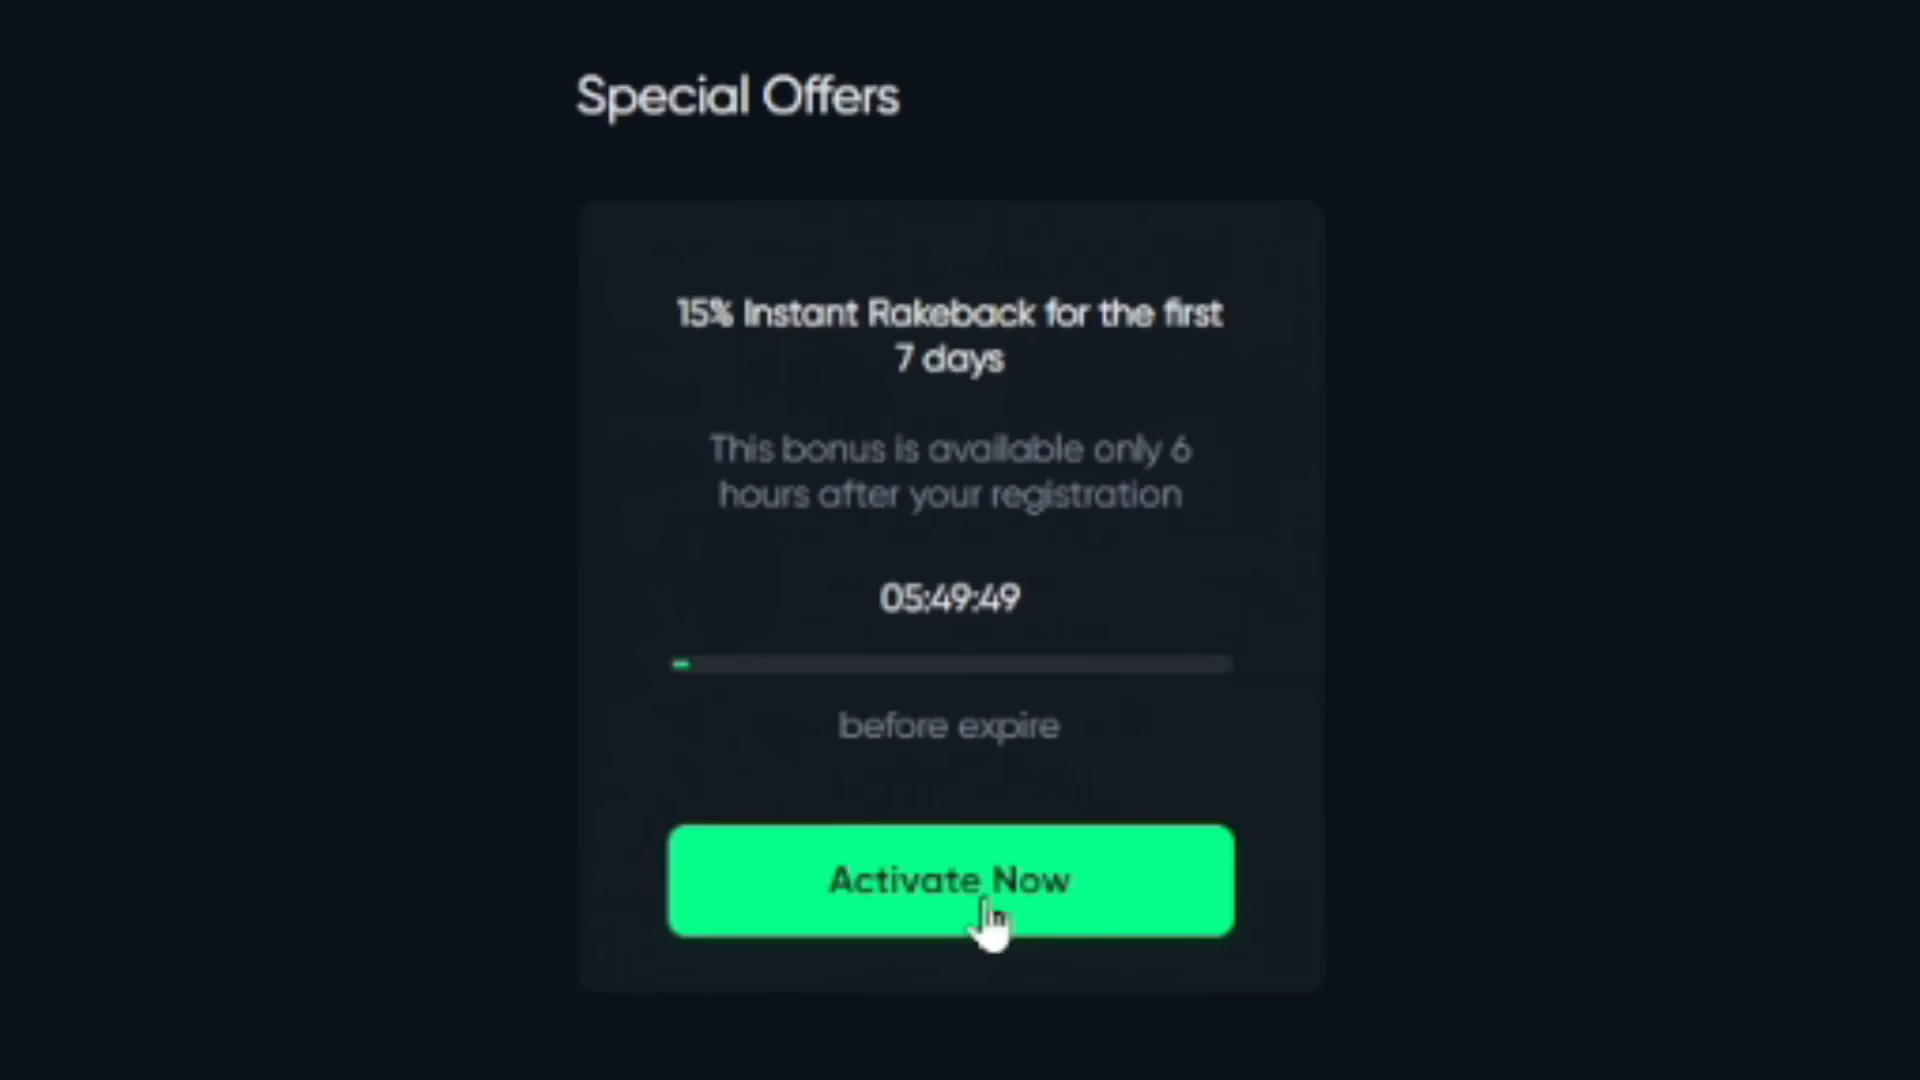 Special Offers
15% Instant Rakeback for the first
7 days
This bonus is available only 6
hours after your registration
05:49:49
before expire
Activate Now